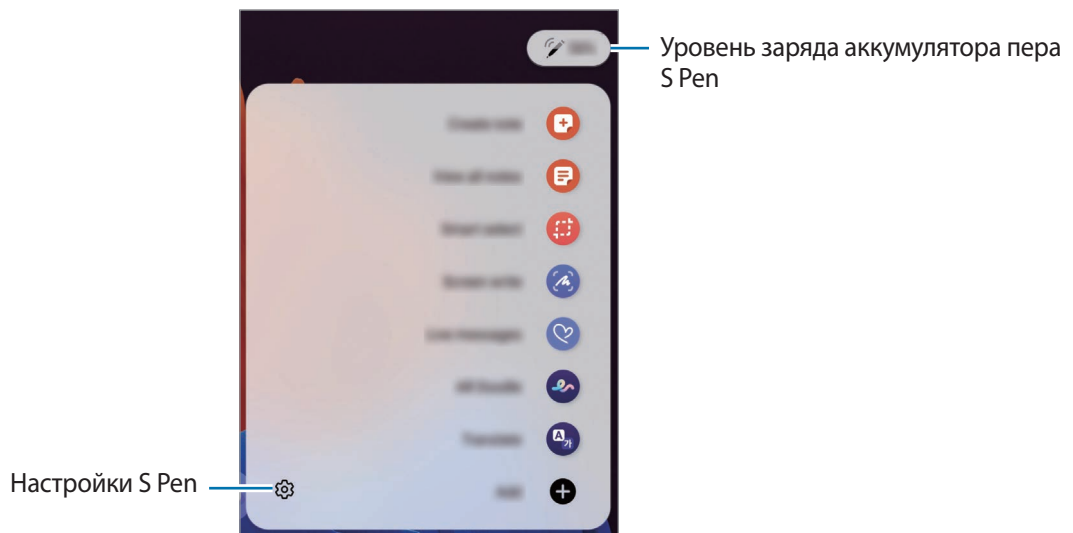 Уровень заряда аккумулятора пера
S Pen
Create note
View all notes
Smart select
Screen write
Live messages
AR Doodle
Translate
Настройки S Pen
Add